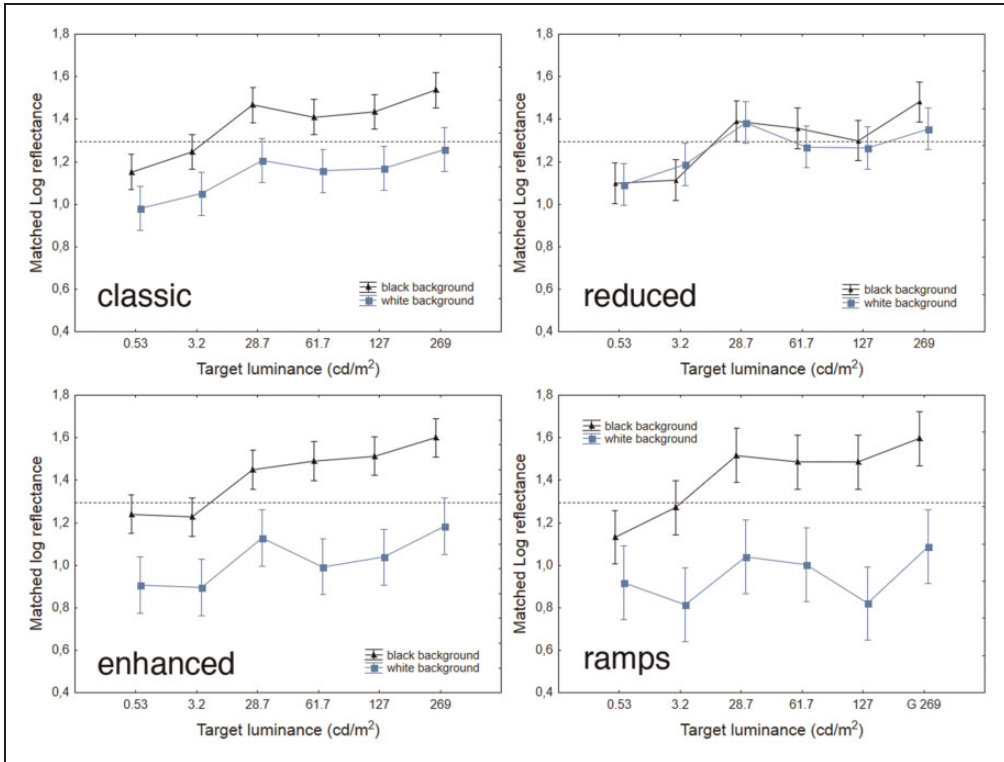 1,8
1,6
1,4
1,2
1,0
0,8
0,6
0,4
Matched Log reflectance
classic
black background
white background
0.53 3.2 28.7 61.7 127 269
Target luminance (cd/m²)
1,8
1,6
1,4
1,2
1,0
0,8
0,6
0,4
Matched Log reflectance
reduced
black background
white background
0.53 3.2 28.7 61.7 127 269
Target luminance (cd/m²)
1,8
1,6
1,4
1,2
1,0
0,8
0,6
0,4
Matched log reflectance
enhanced
black background
white background
0.53 3.2 28.7 61.7 127 269
Target luminance (cd/m²)
1,8
1,6
1,4
1,2
1,0
0,8
0,6
0,4
Matched Log reflectance
black background
white background
ramps
0.53 3.2 28.7 61.7 127 G 269
Target luminance (cd/m²)